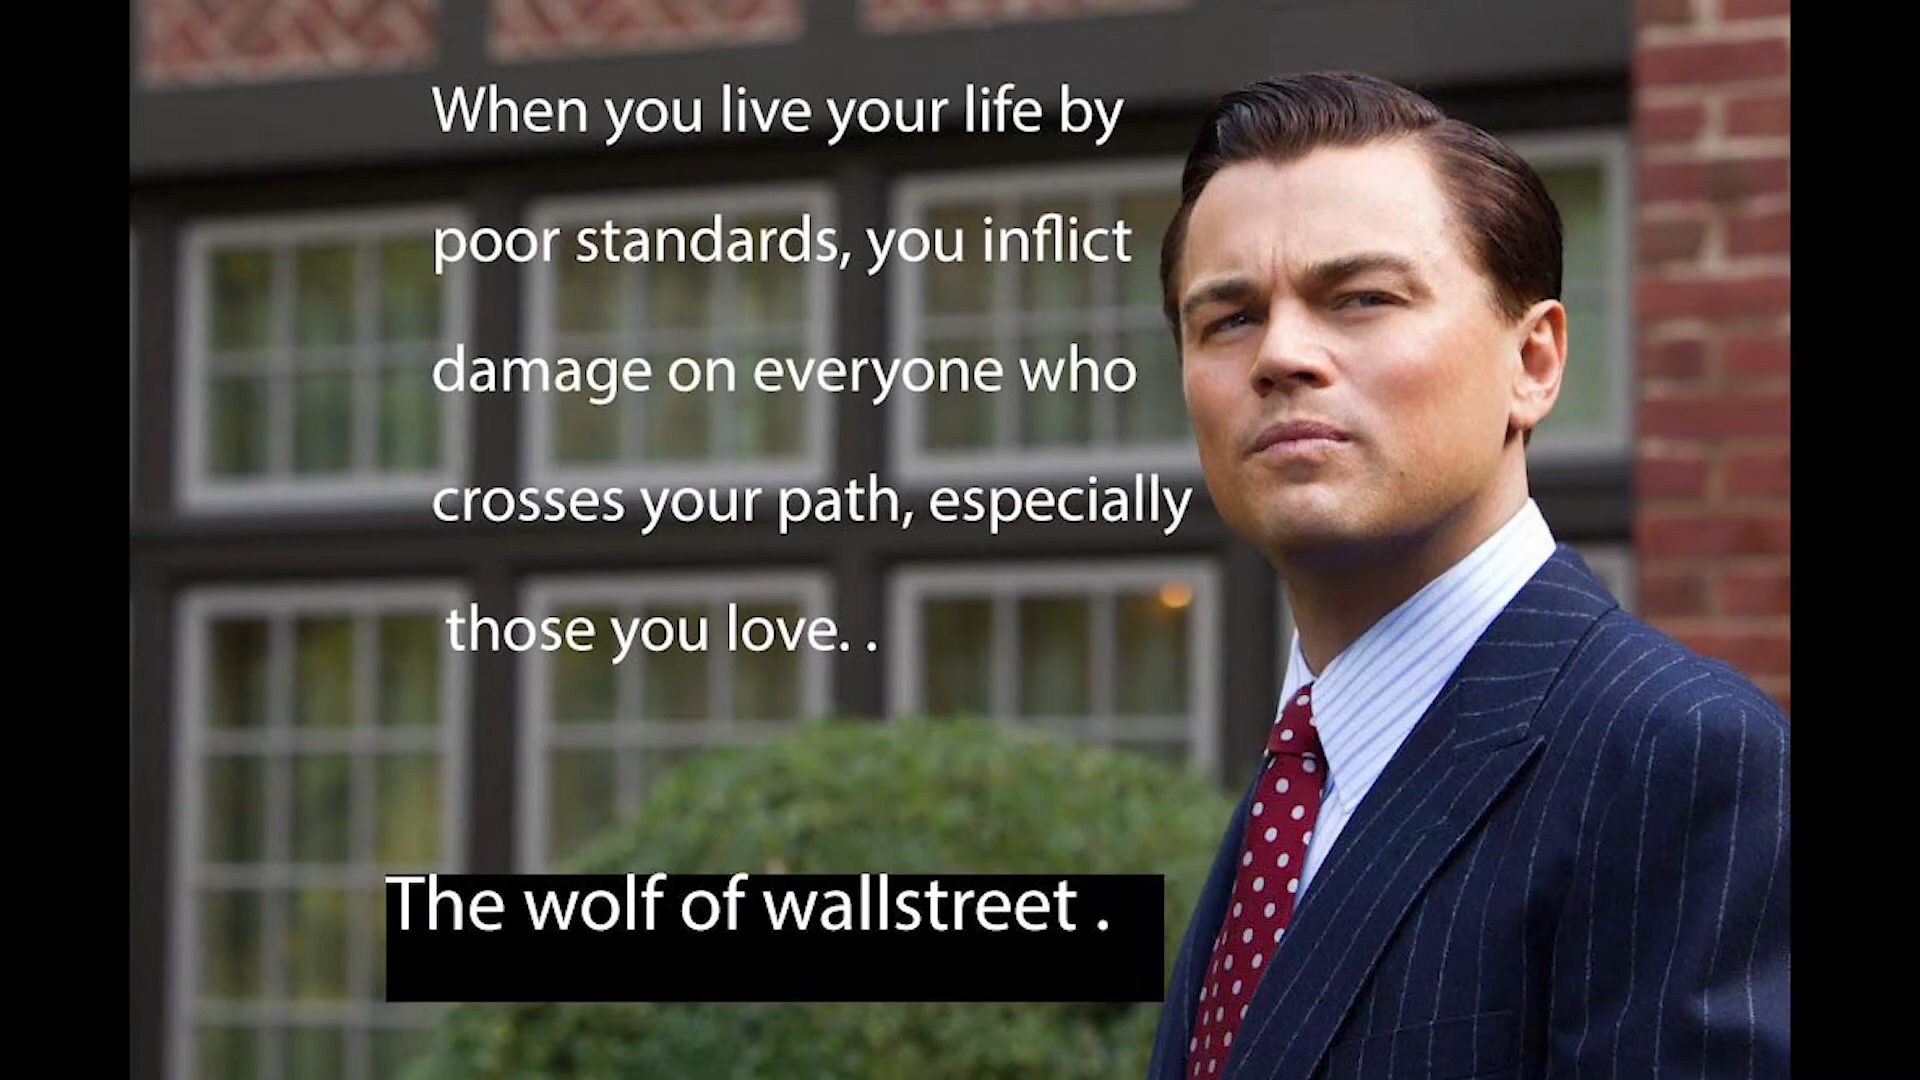 When you live your life by
poor standards, you inflict
damage on everyone who
crosses your path, especially
those you love. .
The wolf of wallstreet .